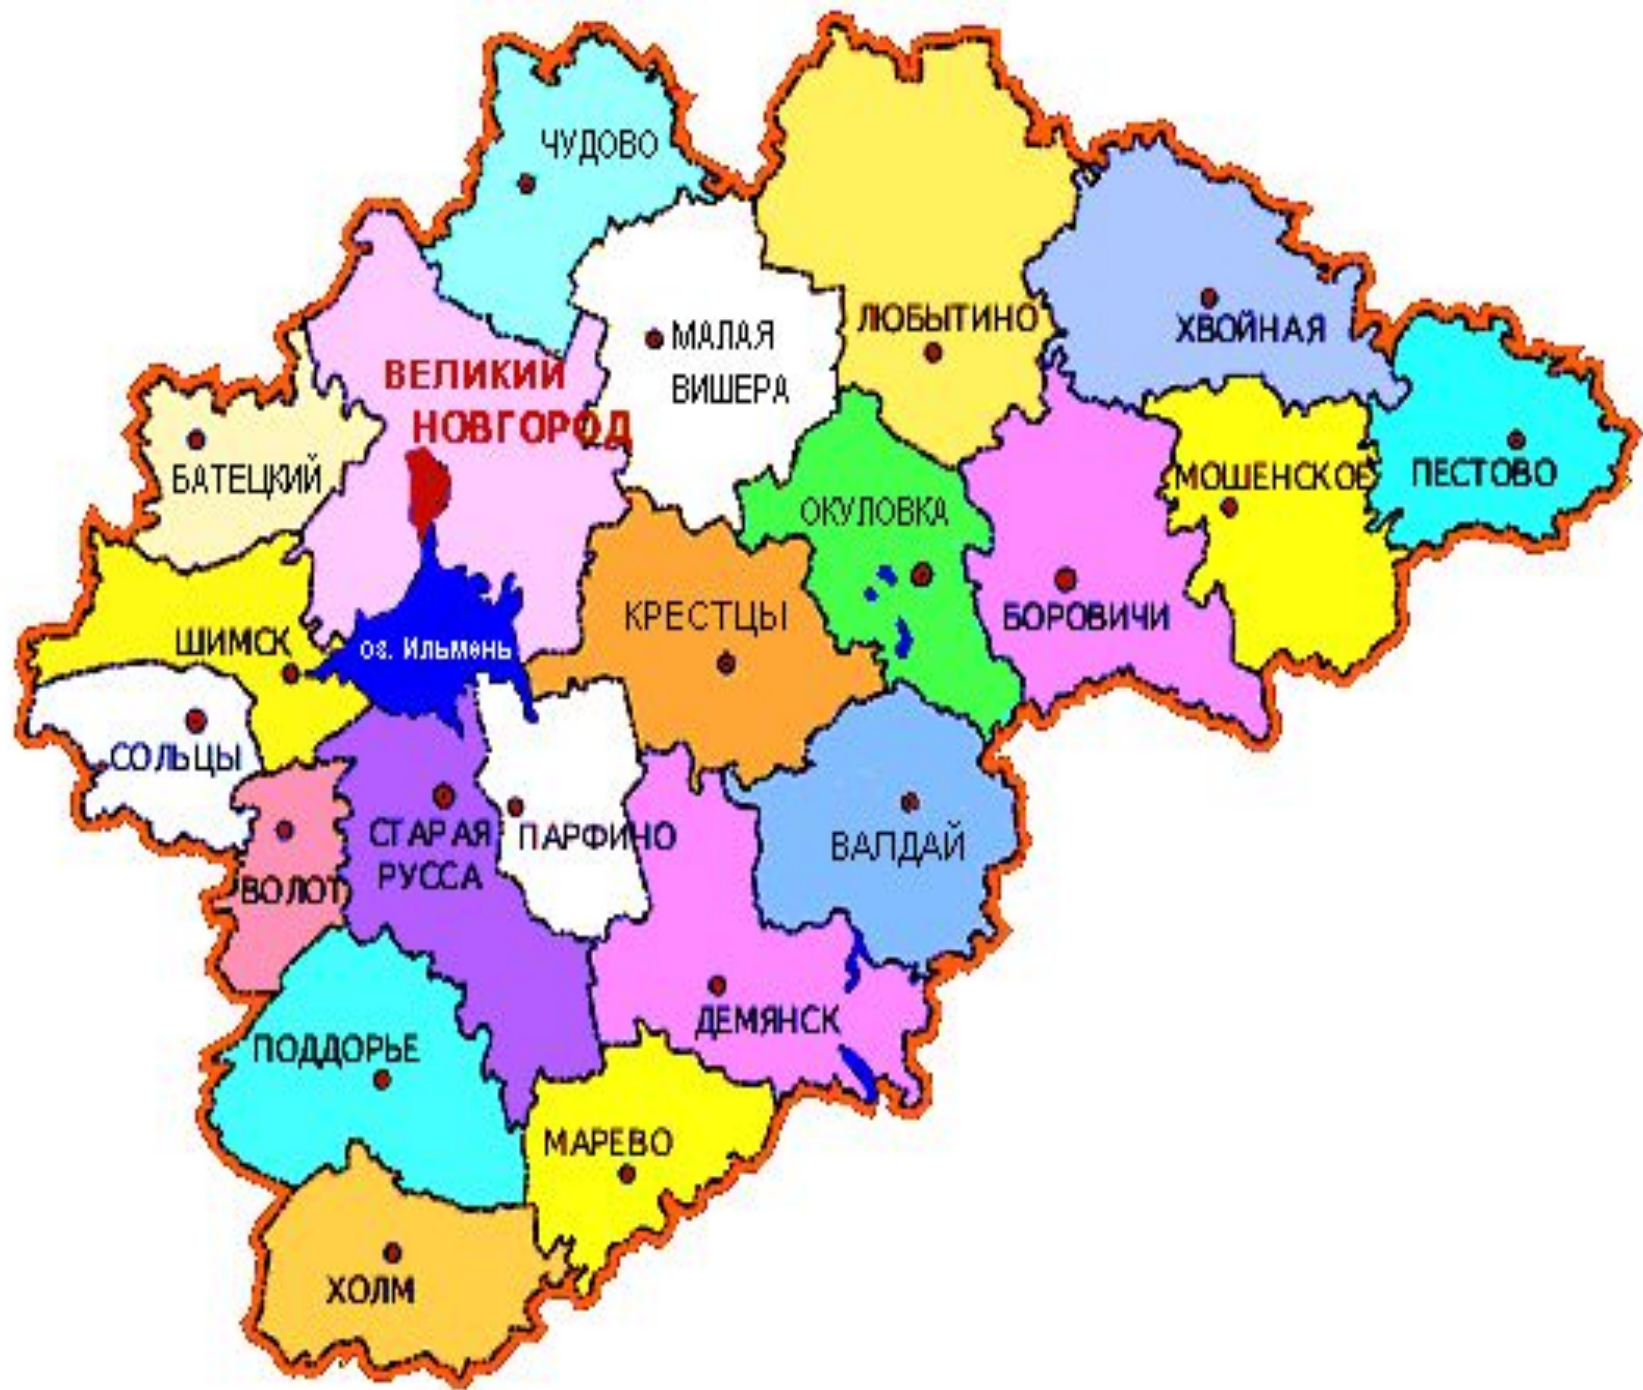 ЧУДОВО
ЛЮБЫТИНО
ХВОЙНАЯ
МАЛАЯ
ВИШЕРА
ВЕЛИКИЙ
НОВГОРОД
БАТЕЦКИЙ
МОШЕНСКОЕ
ПЕСТОВО
ОКУЛОВКА
КРЕСТЦЫ
БОРОВИЧИ
ШИМСК
оз. Ильмень
СОЛЬЦЫ
СТАРАЯ
РУССА
ПАРФИНО
ВАЛДАЙ
ВОЛОТ
ДЕМЯНСК
ПОДДОРЬЕ
МАРЕВО
ХОЛМ